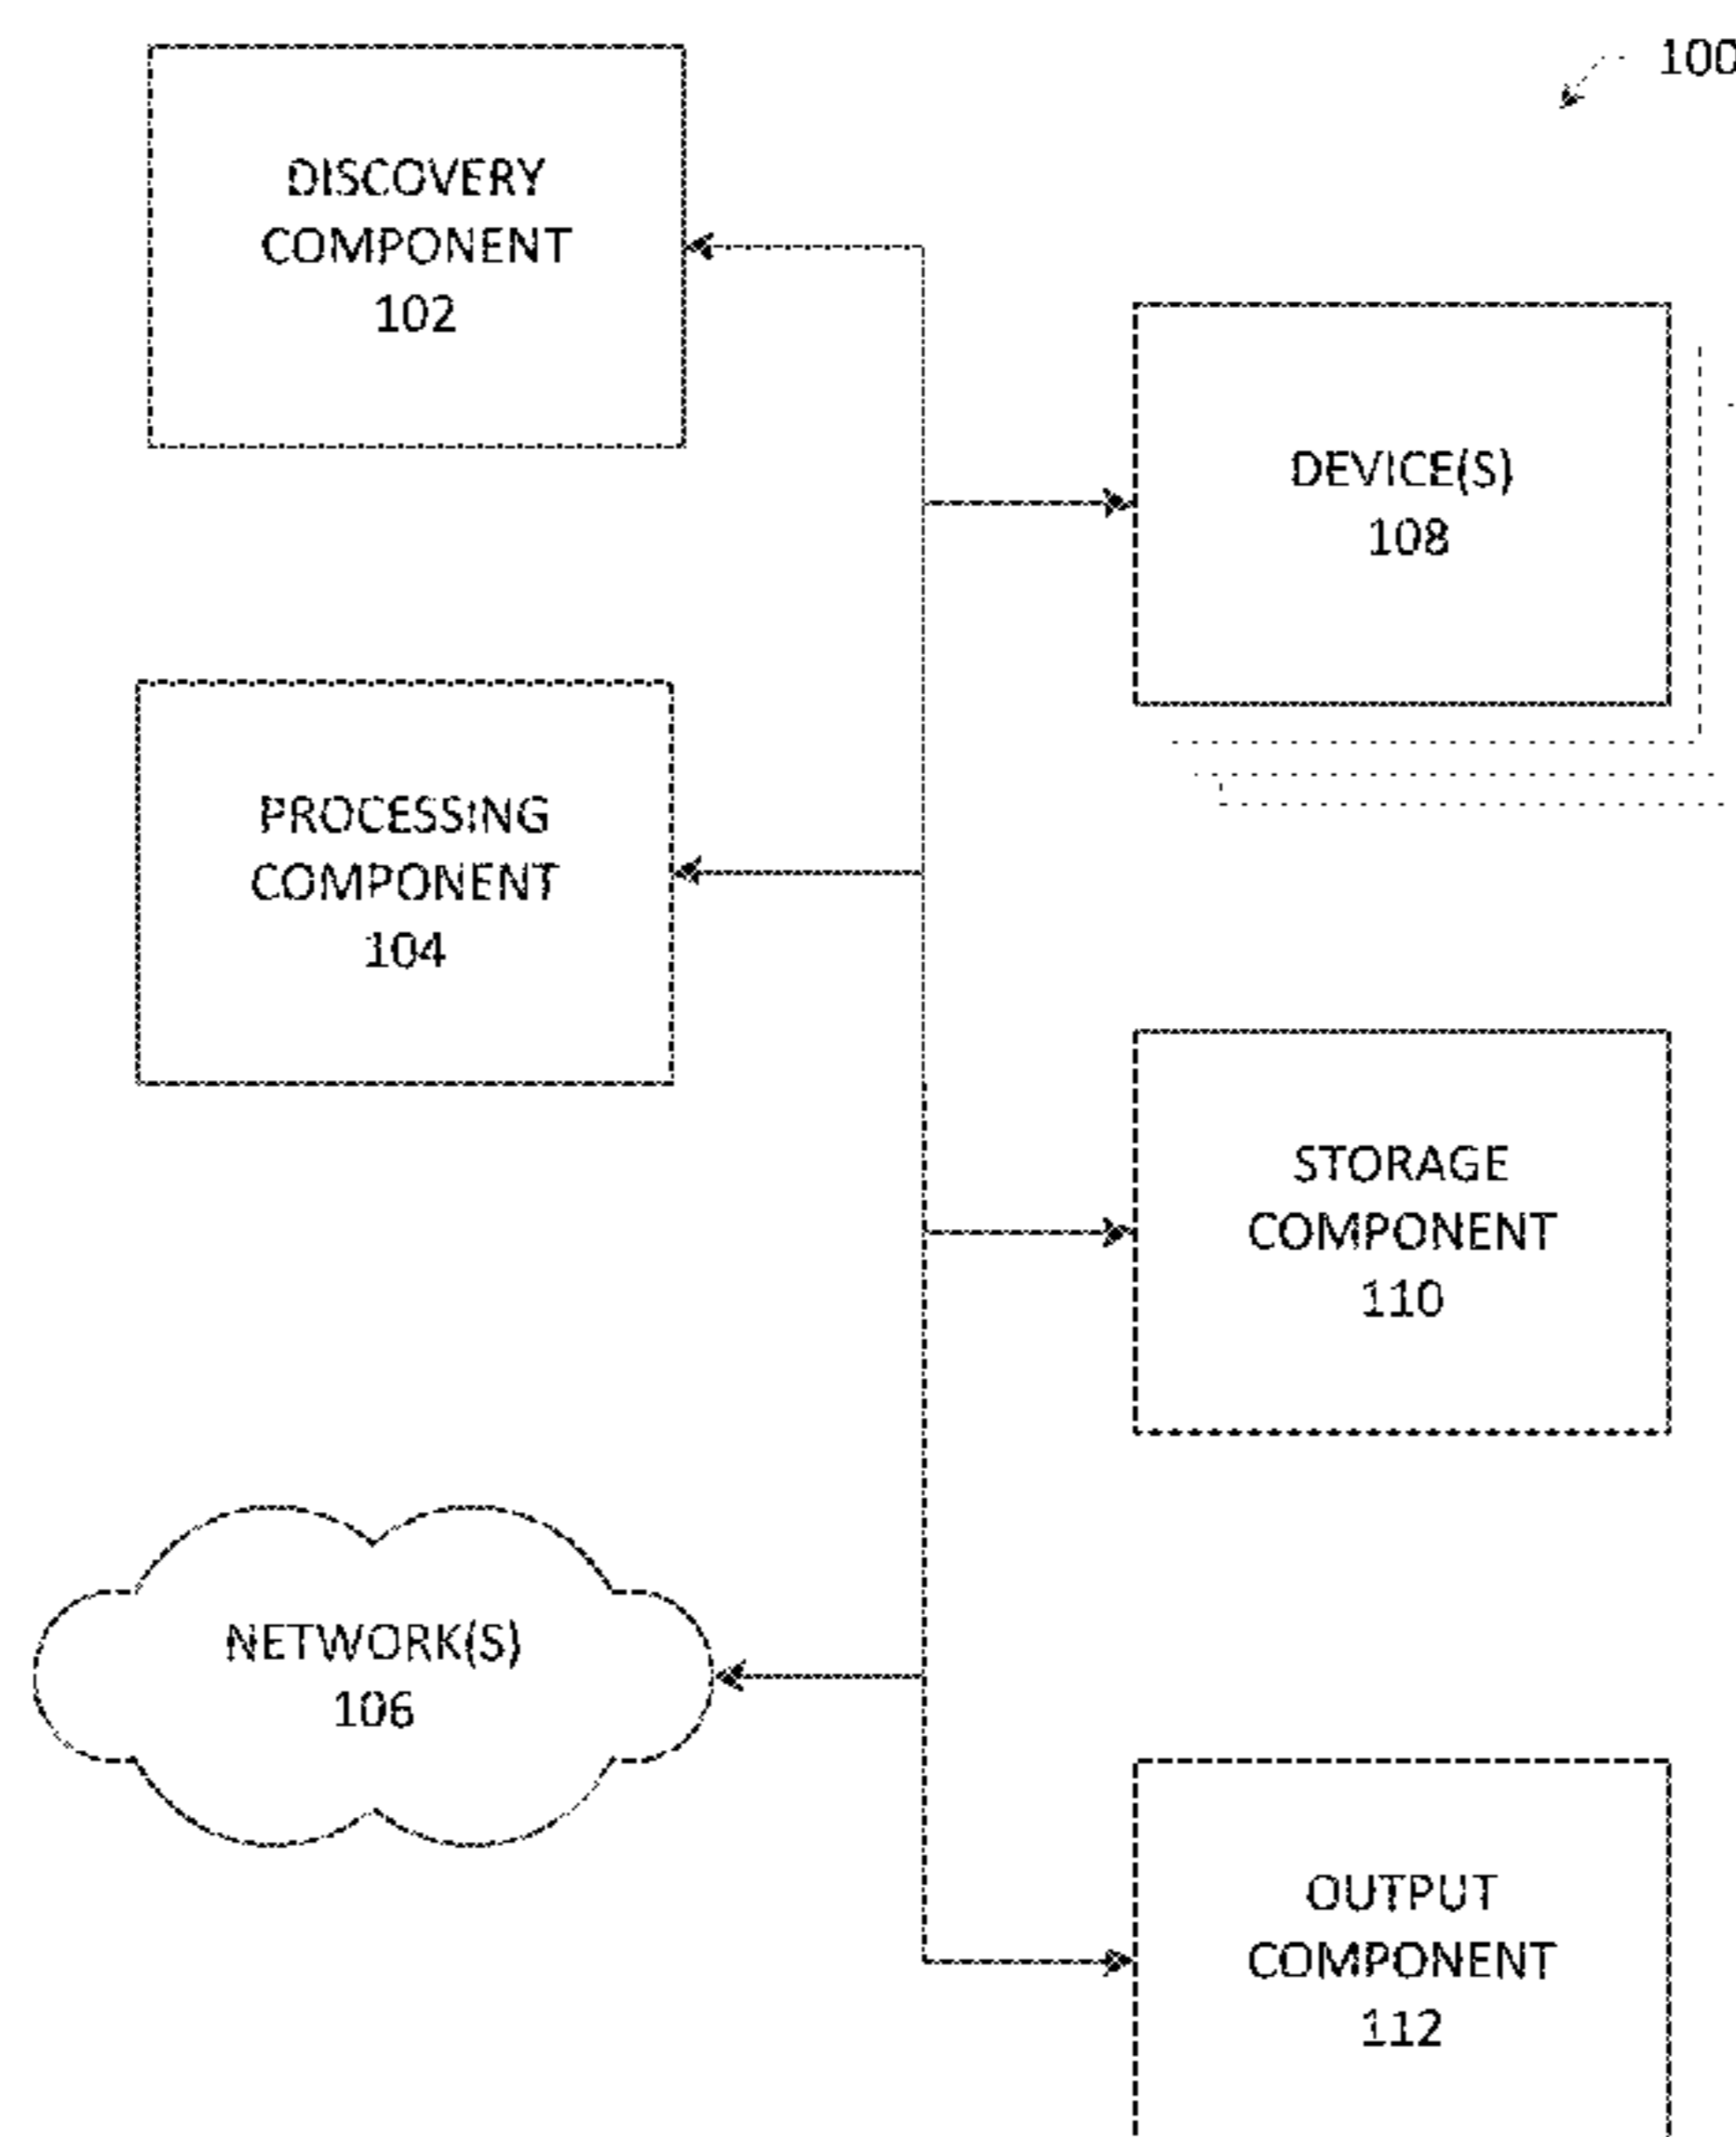 100
DISCOVERY
COMPONENT
102
DEVICE(S)
108
PROCESSING
COMPONENT
104
STORAGE
COMPONENT
110
NETWORK(S)
106
OUTPUT
COMPONENT
112